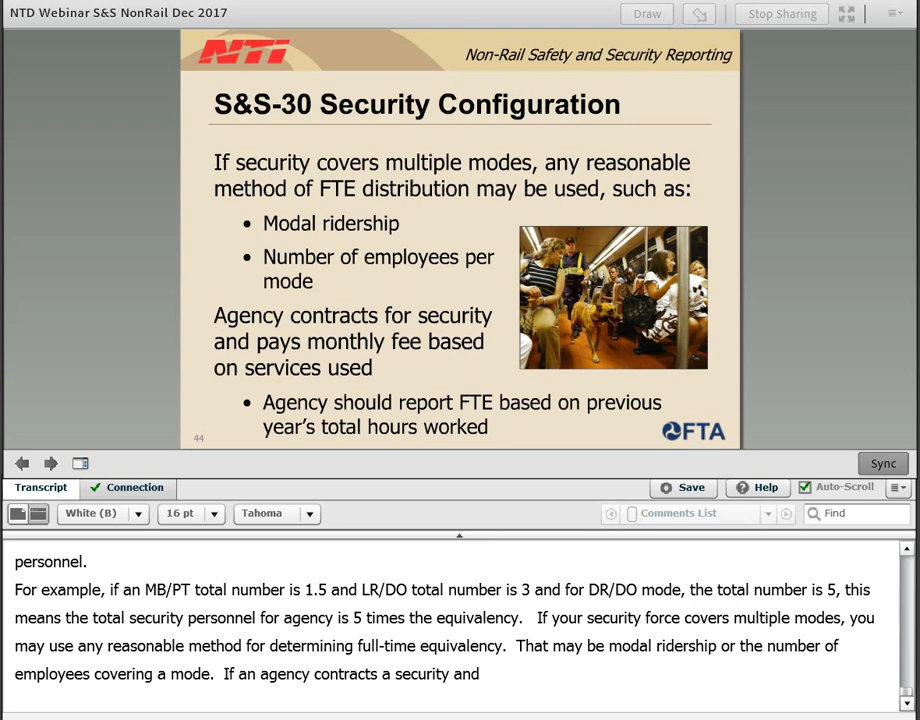 NTD Webinar S&S NonRail Dec 2017
Draw
Stop Sharing
NTI
Non-Rail Safety and Security Reporting
S&S-30 Security Configuration
If security covers multiple modes, any reasonable
method of FTE distribution may be used, such as:
• Modal ridership
• Number of employees per
mode
Agency contracts for security
and pays monthly fee based
on services used
• Agency should report FTE based on previous
year's total hours worked
44
FTA
Sync
Transcript
Connection
Save
Help
Auto-Scroll
White (B)
16 pt
Tahoma
Comments List
Find
personnel.
For example, if an MB/PT total number is 1.5 and LR/DO total number is 3 and for DR/DO mode, the total number is 5, this
means the total security personnel for agency is 5 times the equivalency.   If your security force covers multiple modes, you
may use any reasonable method for determining full-time equivalency.  That may be modal ridership or the number of
employees covering a mode.  If an agency contracts a security and